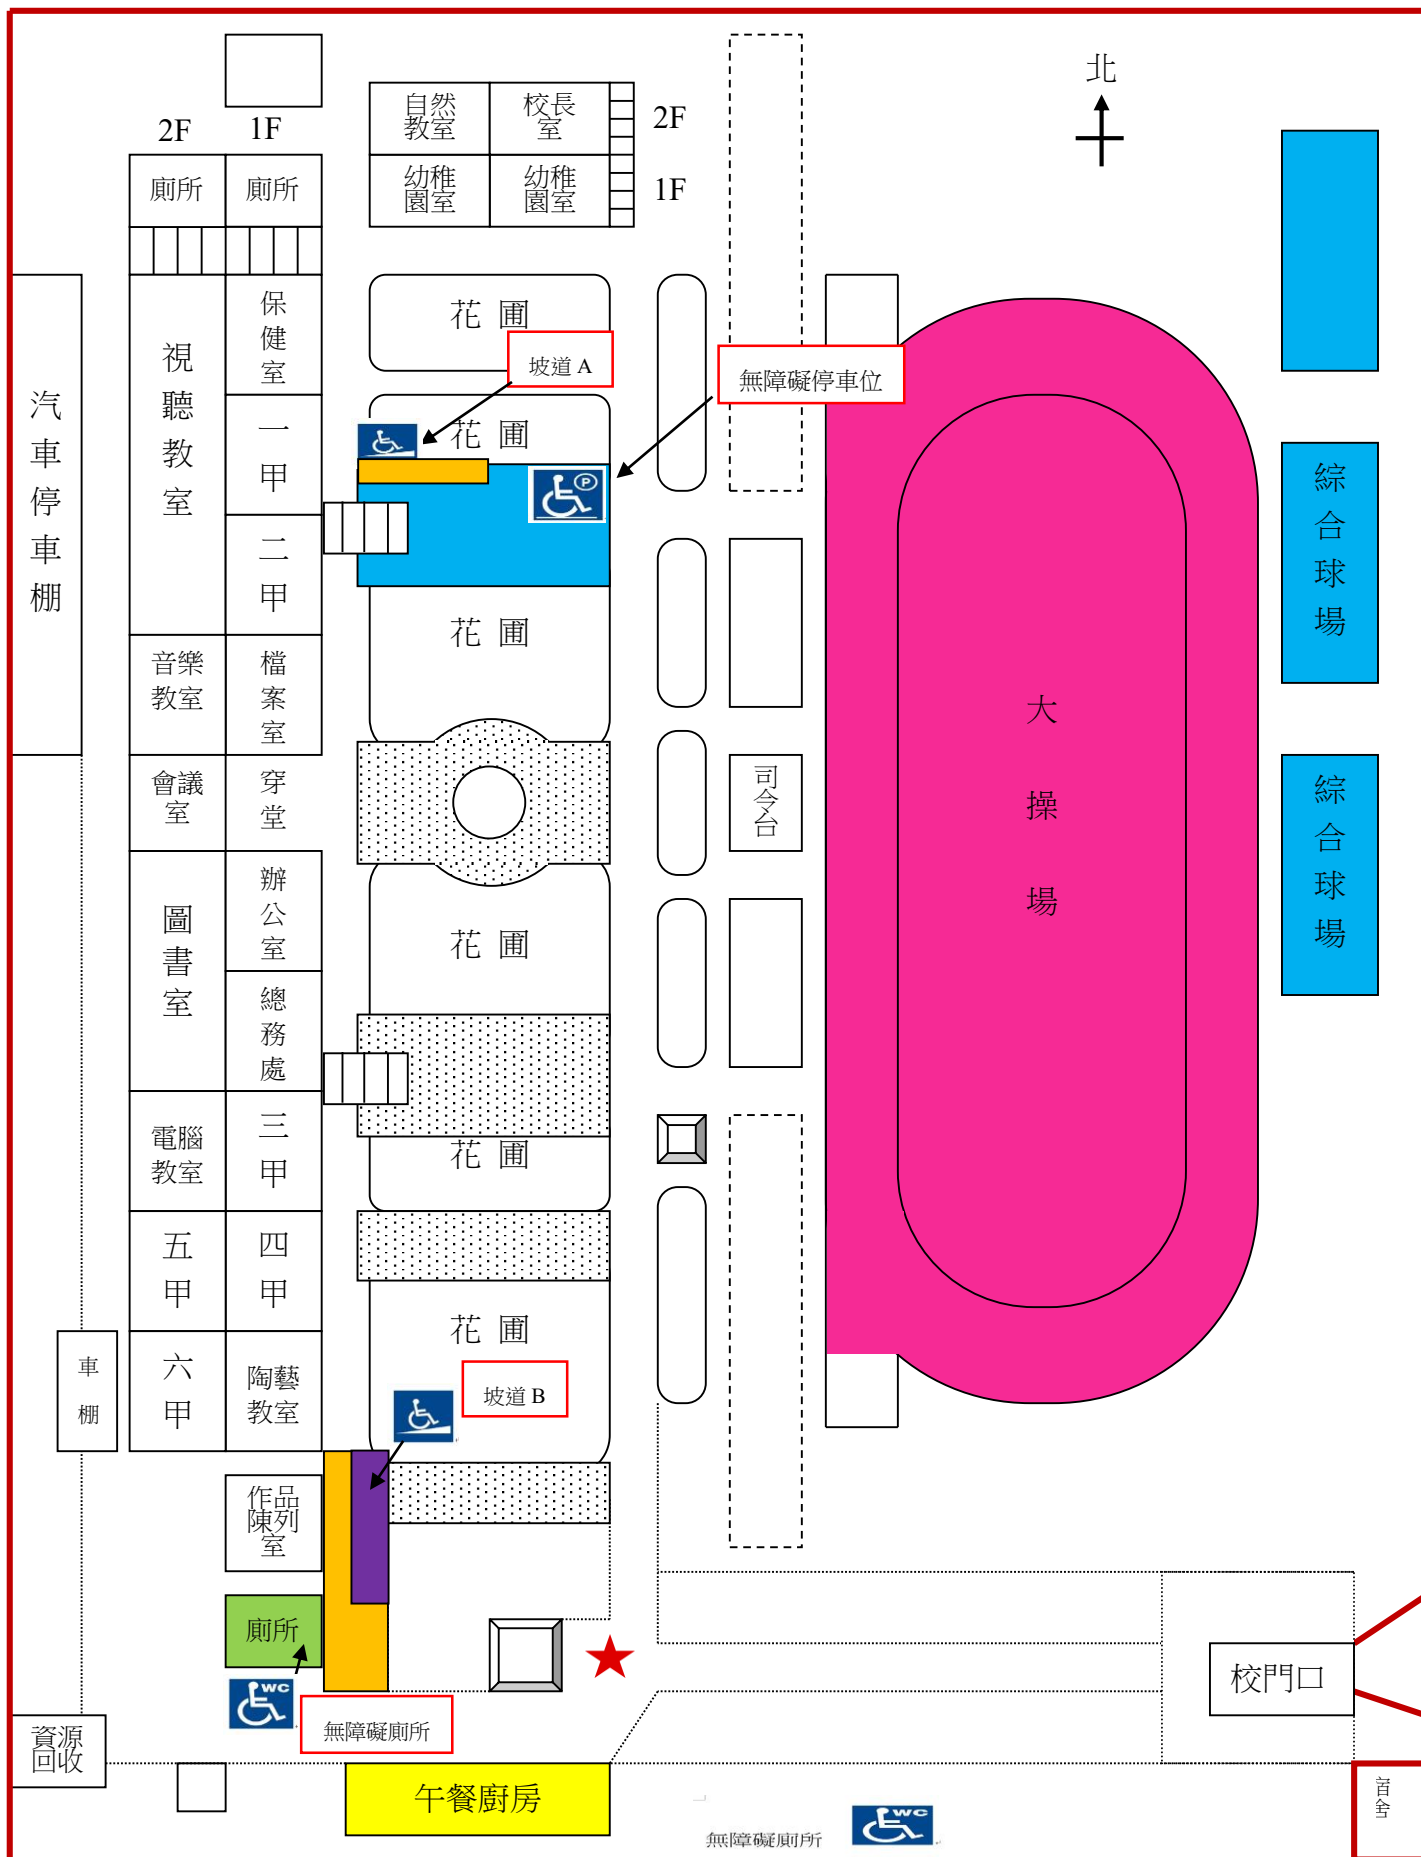 北
2F
1F
自然
教室
校長
室
2F
廁所
廁所
幼稚
園室
幼稚
園室
1F
汽車停車棚
視聽教室
保健室
花圃
坡道 A
無障礙停車位
一甲
花圃
P
二甲
花圃
綜合球場
音樂
教室
檔案室
大操場
會議
室
穿堂
司令台
綜合球場
圖書室
辦公室
花圃
總務處
電腦
教室
三甲
花圃
五甲
四甲
花圃
車棚
六甲
陶藝
教室
坡道 B
作品
陳列
室
廁所
校門口
WC
無障礙廁所
資源
回收
午餐廚房
宿舍
無障礙廁所
WC